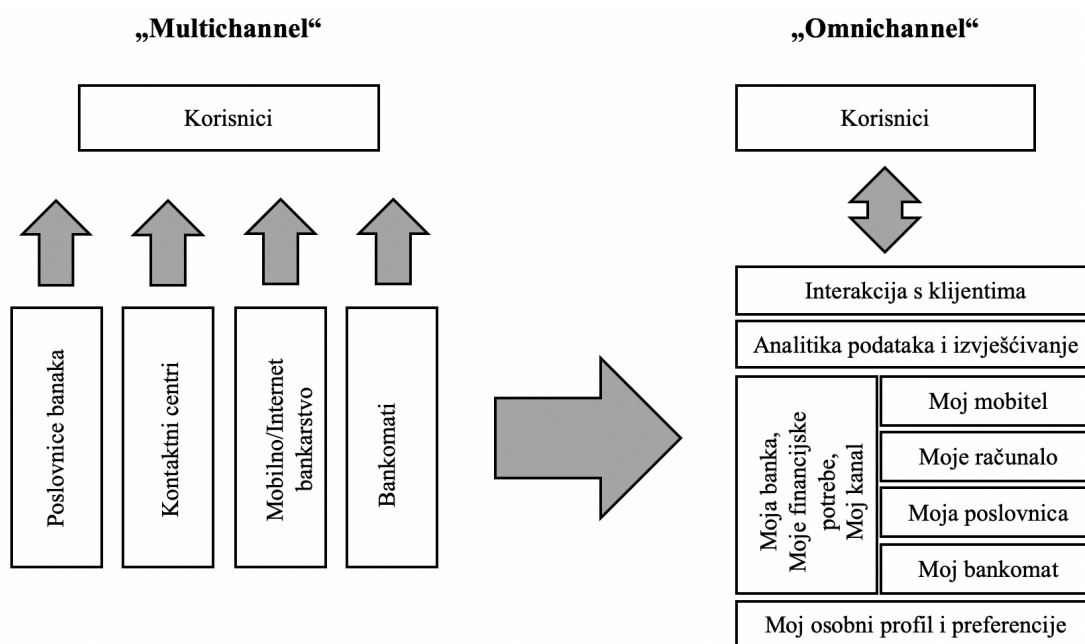 „Multichannel“
Korisnici
Poslovnice banaka
Kontaktni centri
Mobilno/Internet
bankarstvo
Bankomati
„Omnichannel“
Korisnici
Interakcija s klijentima
Analitika podataka i izvješćivanje
Moja banka,
Moje financijske
potrebe,
Moj kanal
Moj mobitel
Moje računalo
Moja poslovnica
Moj bankomat
Moj osobni profil i preferencije